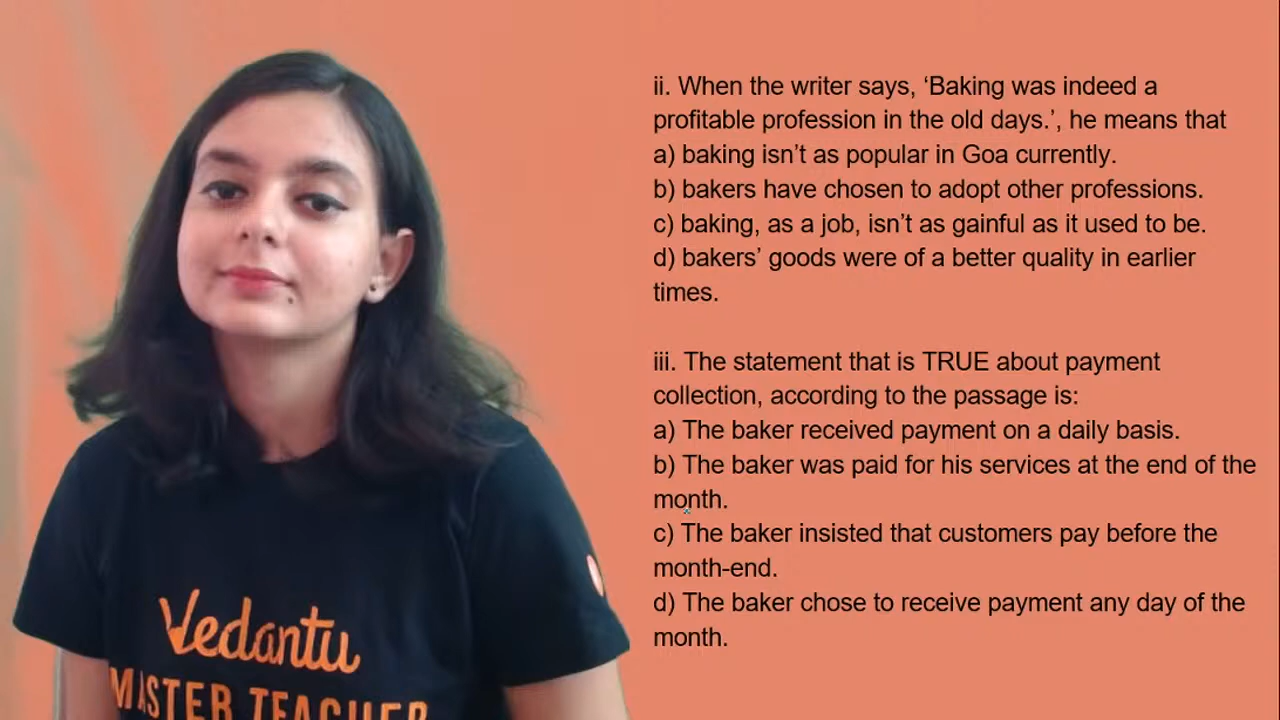 ii. When the writer says, ‘Baking was indeed a
profitable profession in the old days.’, he means that
a) baking isn’t as popular in Goa currently.
b) bakers have chosen to adopt other professions.
c) baking, as a job, isn’t as gainful as it used to be.
d) bakers’ goods were of a better quality in earlier
times.
iii. The statement that is TRUE about payment
collection, according to the passage is:
a) The baker received payment on a daily basis.
b) The baker was paid for his services at the end of the
month.
c) The baker insisted that customers pay before the
month-end.
d) The baker chose to receive payment any day of the
month.
Vedantu
MASTER TEACHER